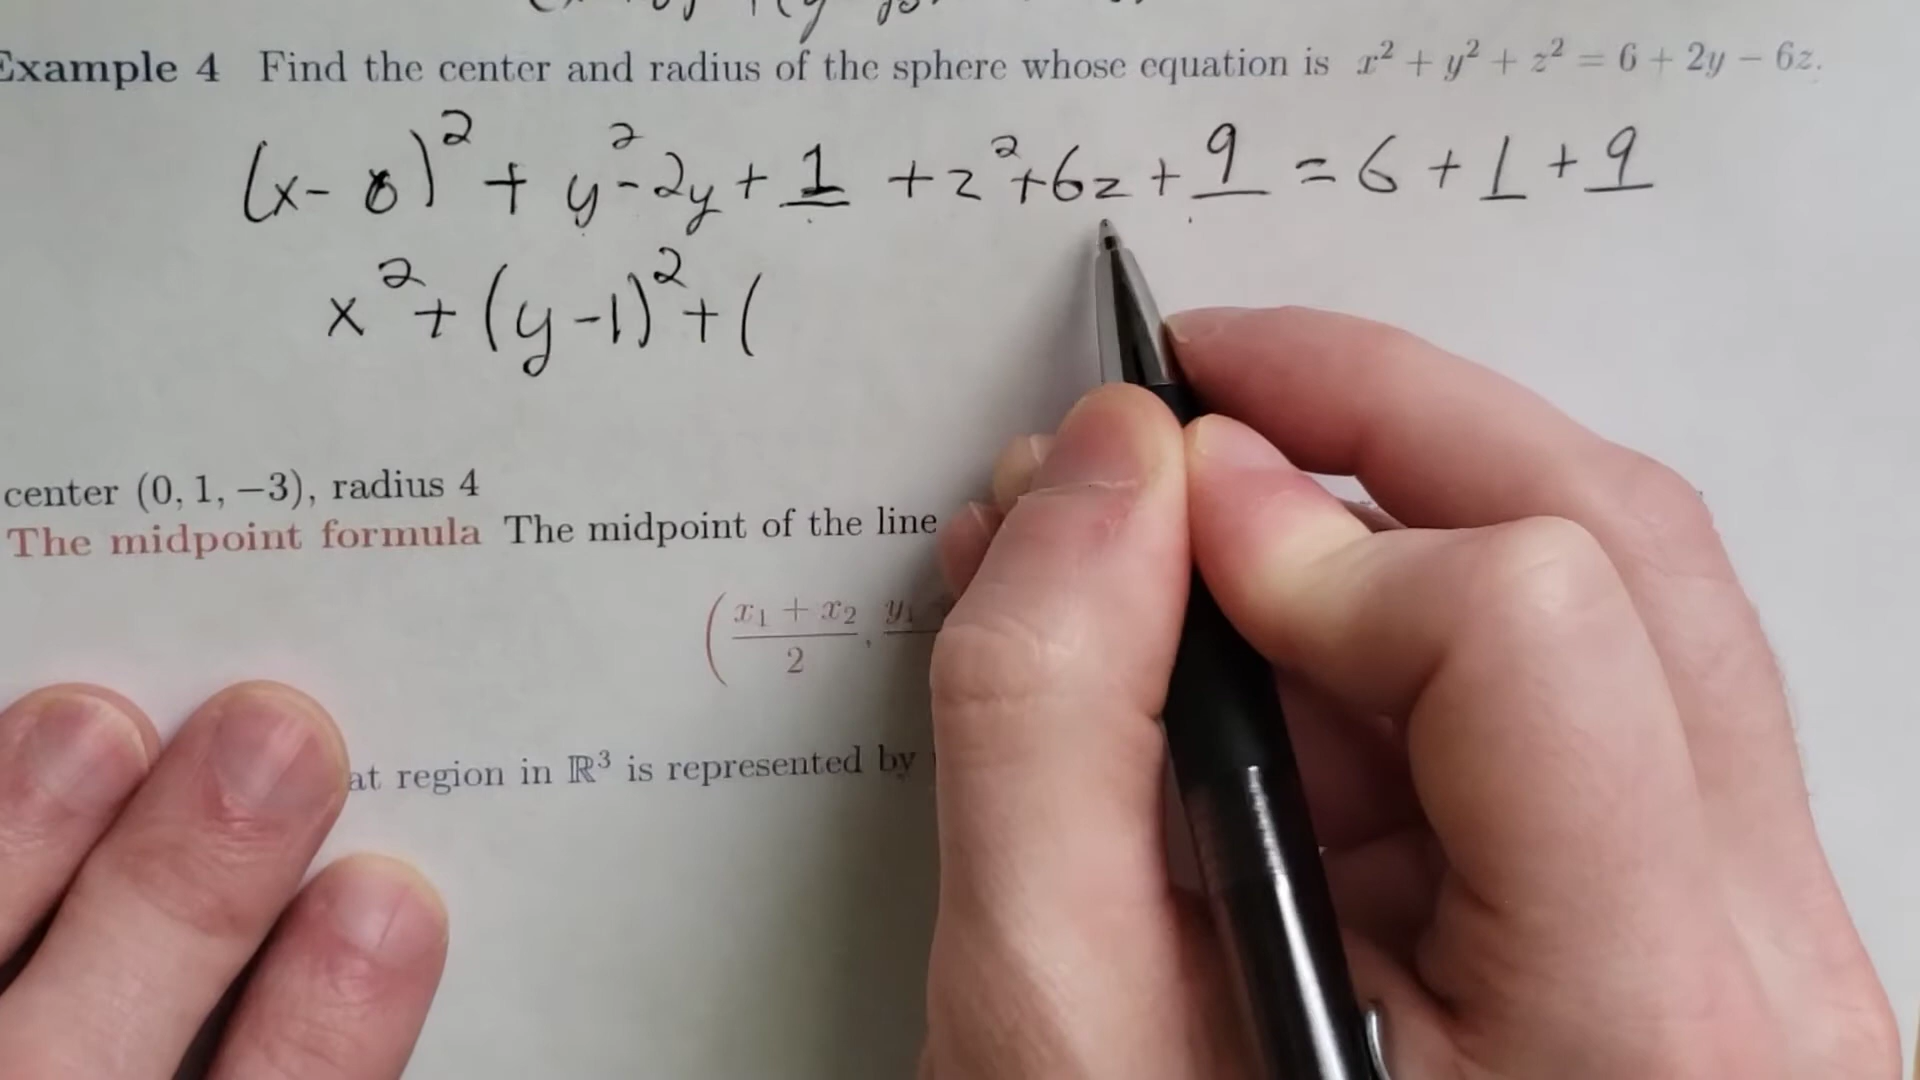 Example 4 Find the center and radius of the sphere whose equation is x² + y² + z² = 6 + 2y − 6z.
(x- 0)² + y²-2y + 1 + z²+6z + 9 = 6 + 1 + 9
x² + (y-1)² + (
center (0, 1, −3), radius 4
The midpoint formula The midpoint of the line
(x₁ + x₂ / 2, y₁
at region in ℝ³ is represented by